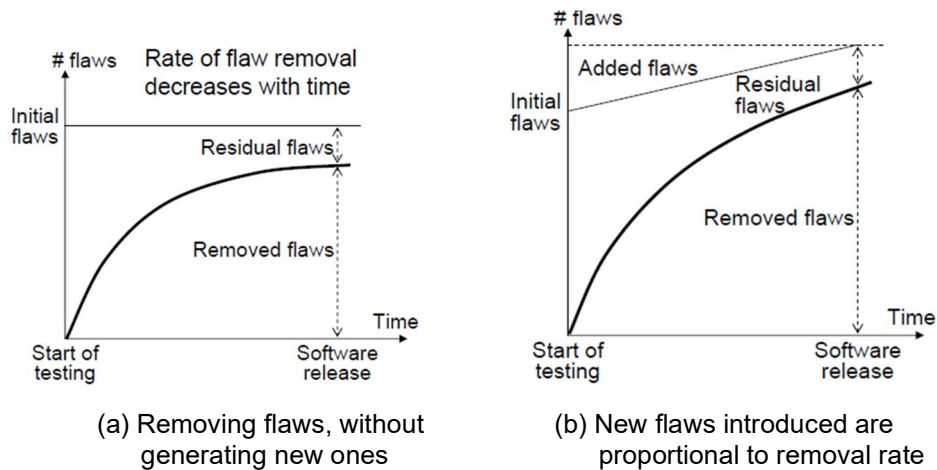 # flaws
Rate of flaw removal
decreases with time
Initial
flaws
Residual flaws
Removed flaws
Time
Start of
testing
Software
release
(a) Removing flaws, without
generating new ones
# flaws
Added flaws
Residual
flaws
Initial
flaws
Removed flaws
Time
Start of
testing
Software
release
(b) New flaws introduced are
proportional to removal rate